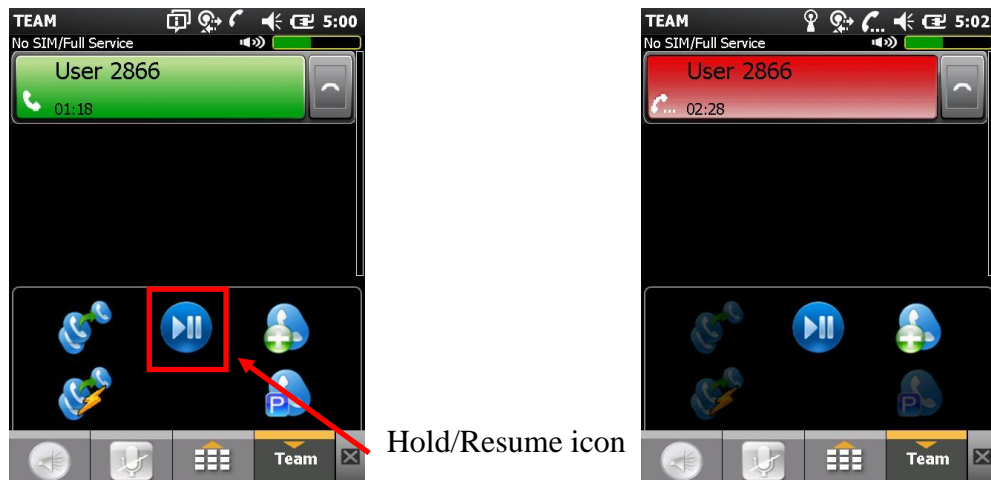 TEAM 5:00
No SIM/Full Service
User 2866
01:18
P
Team
Hold/Resume icon
TEAM 5:02
No SIM/Full Service
User 2866
02:28
P
Team